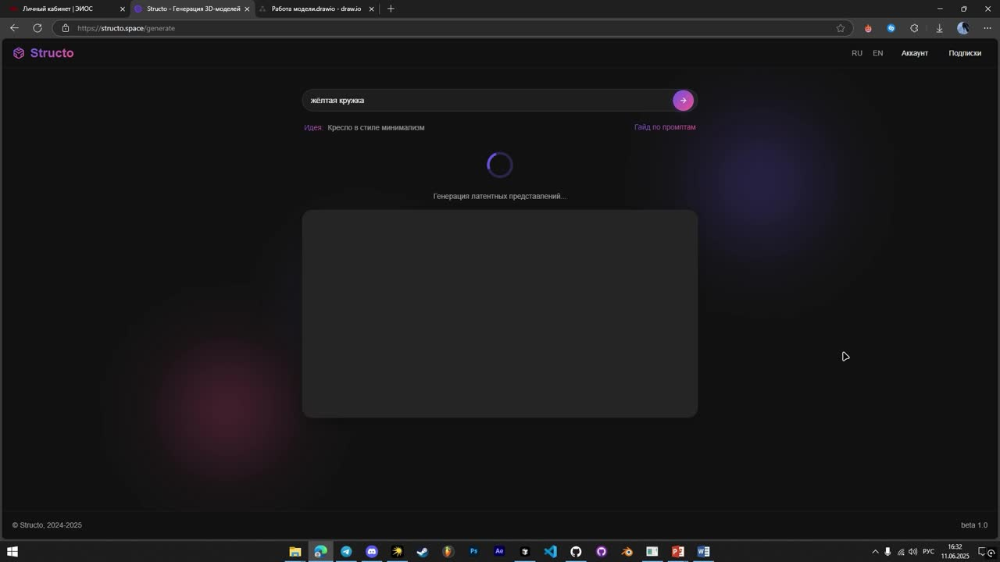 Личный кабинет | ЭИОС
Structo - Генерация 3D-моделей
Работа модели.drawio - draw.io
https://structo.space/generate
Structo
RU EN Аккаунт Подписки
жёлтая кружка
Идея: Кресло в стиле минимализм
Гайд по промптам
Генерация латентных представлений...
© Structo, 2024-2025
beta 1.0
Ps
Ae
РУС
16:32
11.06.2025